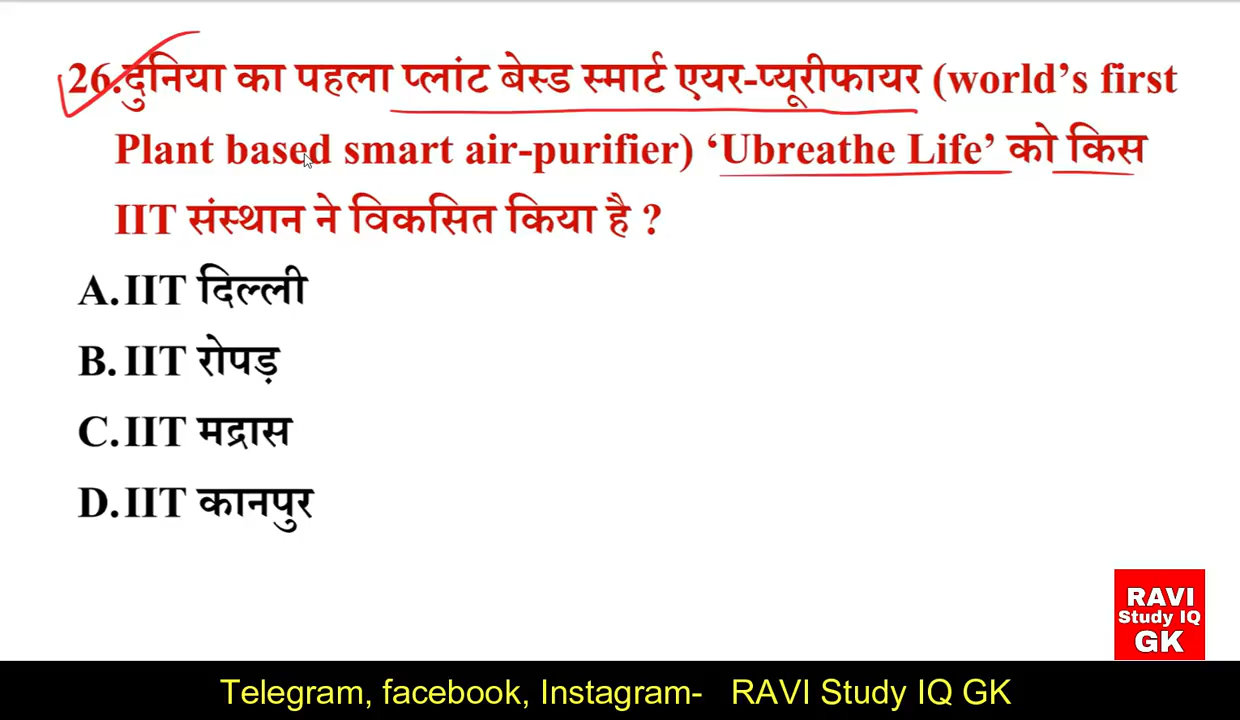 26.दुनिया का पहला प्लांट बेस्ड स्मार्ट एयर-प्यूरीफायर (world's first
Plant based smart air-purifier) ‘Ubreathe Life’ को किस
IIT संस्थान ने विकसित किया है ?
A.IIT दिल्ली
B.IIT रोपड़
C.IIT मद्रास
D.IIT कानपुर
RAVI
Study IQ
GK
Telegram, facebook, Instagram- RAVI Study IQ GK